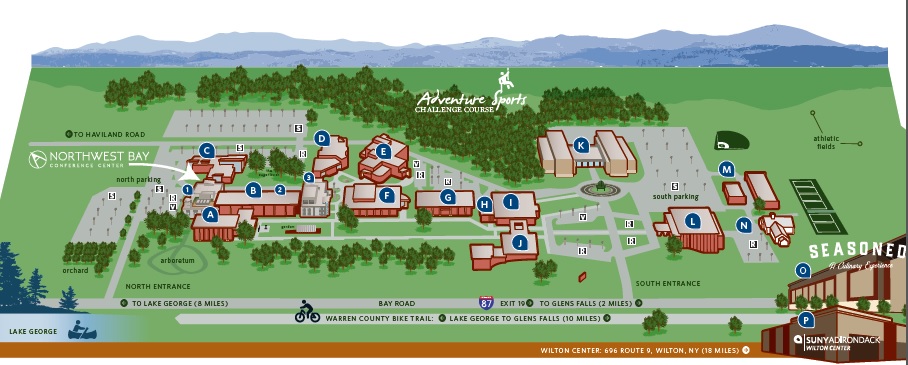 Adventure Sports
CHALLENGE COURSE
TO HAVILAND ROAD
NORTHWEST BAY
CONFERENCE CENTER
north parking
athletic
fields
south parking
S
S
R
S
S
R
V
V
R
R
S
V
R
R
R
R
A
B
C
D
E
F
G
H
I
J
K
L
M
N
O
P
1
2
3
garden
orchard
arboretum
SEASONED
A Culinary Experience
NORTH ENTRANCE
SOUTH ENTRANCE
TO LAKE GEORGE (8 MILES)
BAY ROAD
87 EXIT 19
TO GLENS FALLS (2 MILES)
WARREN COUNTY BIKE TRAIL:
LAKE GEORGE TO GLENS FALLS (10 MILES)
LAKE GEORGE
SUNY ADIRONDACK
WILTON CENTER
WILTON CENTER: 696 ROUTE 9, WILTON, NY (18 MILES)